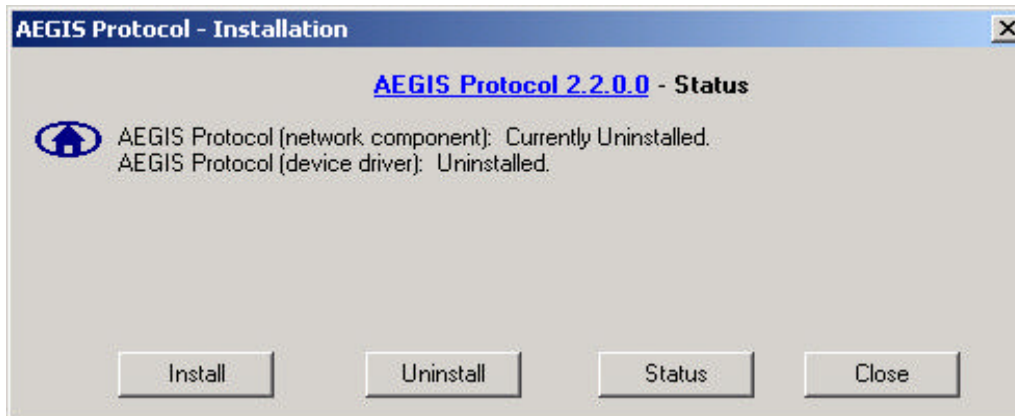 AEGIS Protocol - Installation
AEGIS Protocol 2.2.0.0 - Status
AEGIS Protocol (network component): Currently Uninstalled.
AEGIS Protocol (device driver): Uninstalled.
Install Uninstall Status Close